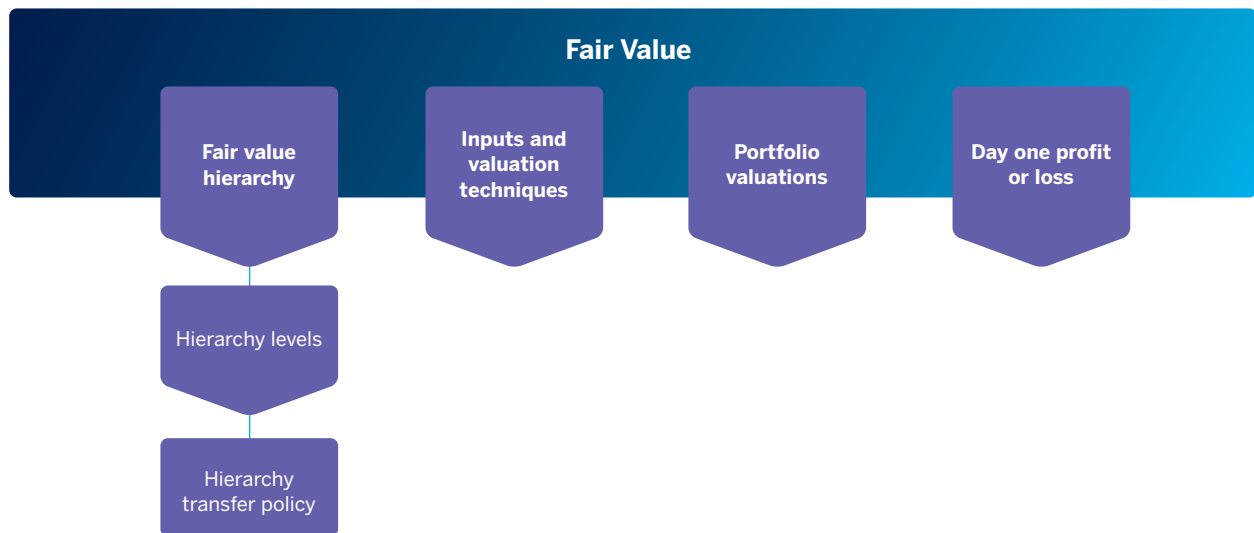 Fair Value
Fair value
hierarchy
Inputs and
valuation
techniques
Portfolio
valuations
Day one profit
or loss
Hierarchy levels
Hierarchy
transfer policy